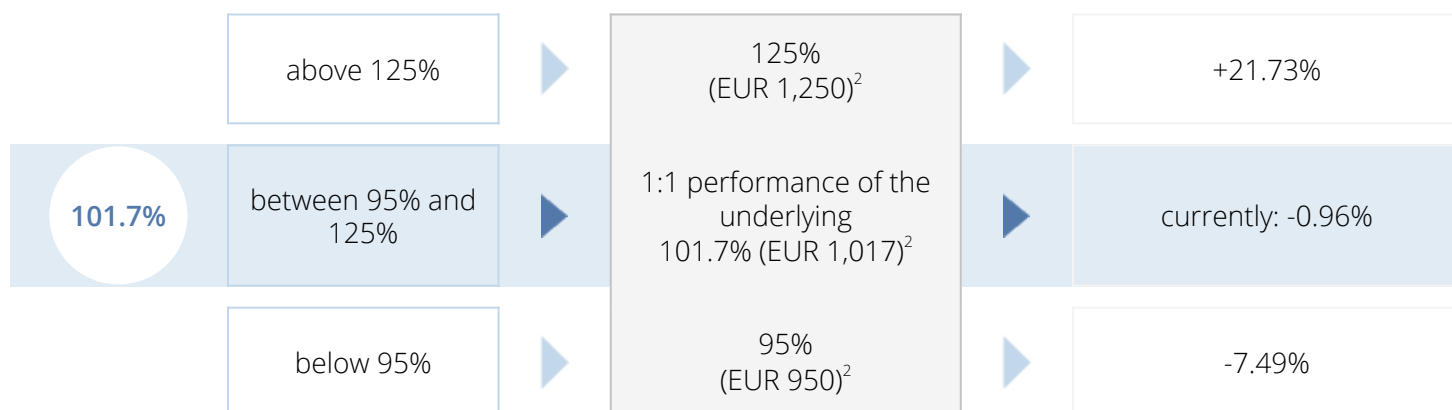 above 125%
125%
(EUR 1,250)²
+21.73%
101.7%
between 95% and
125%
1:1 performance of the
underlying
101.7% (EUR 1,017)²
currently: -0.96%
below 95%
95%
(EUR 950)²
-7.49%